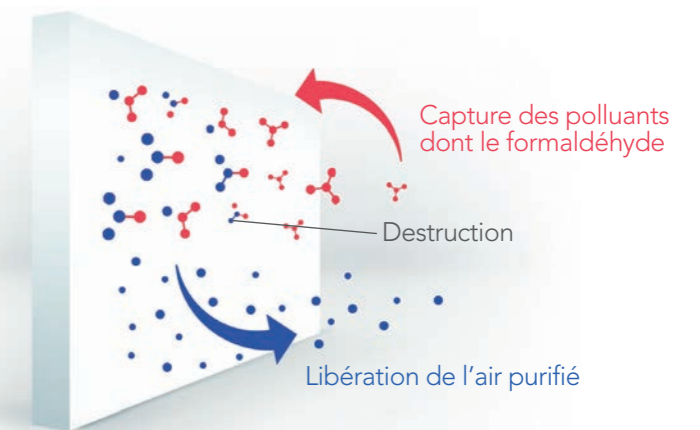 Capture des polluants
dont le formaldéhyde
Destruction
Libération de l'air purifié